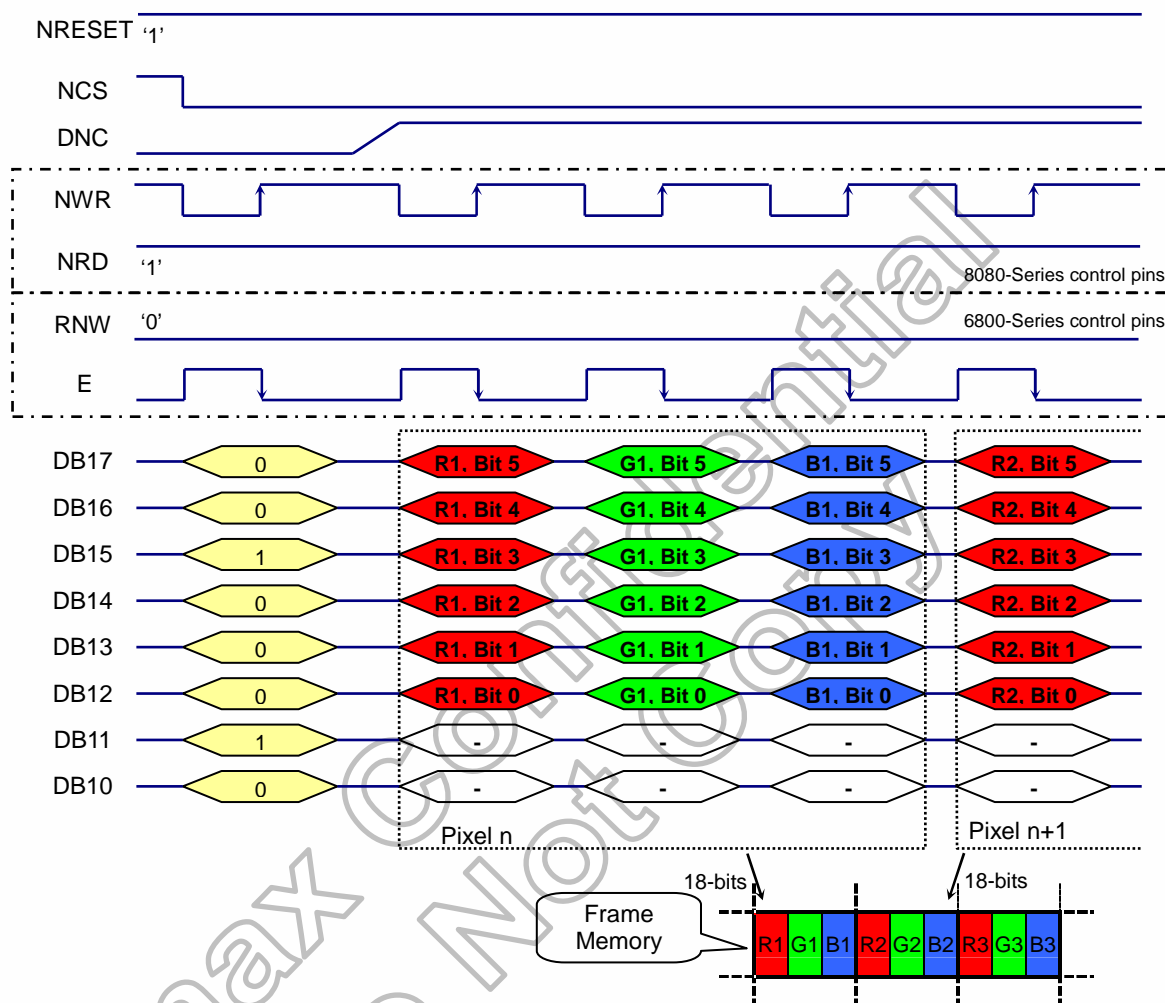 NRESET '1'
NCS
DNC
NWR
NRD '1'
8080-Series control pins
RNW '0'
6800-Series control pins
E
DB17 0 R1, Bit 5 G1, Bit 5 B1, Bit 5 R2, Bit 5
DB16 0 R1, Bit 4 G1, Bit 4 B1, Bit 4 R2, Bit 4
DB15 1 R1, Bit 3 G1, Bit 3 B1, Bit 3 R2, Bit 3
DB14 0 R1, Bit 2 G1, Bit 2 B1, Bit 2 R2, Bit 2
DB13 0 R1, Bit 1 G1, Bit 1 B1, Bit 1 R2, Bit 1
DB12 0 R1, Bit 0 G1, Bit 0 B1, Bit 0 R2, Bit 0
DB11 1 - - - -
DB10 0 - - - -
Pixel n Pixel n+1
18-bits 18-bits
Frame
Memory
R1 G1 B1 R2 G2 B2 R3 G3 B3
max Confidential
Not Copy